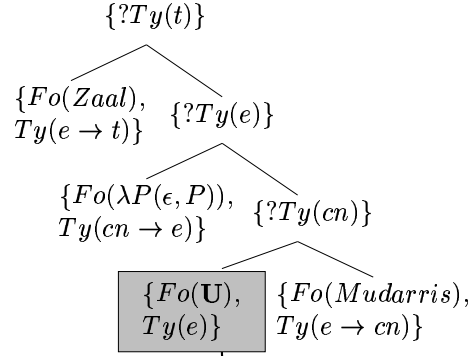 {?Ty(t)}
{Fo(Zaal),
Ty(e → t)}
{?Ty(e)}
{Fo(λP(ϵ, P)),
Ty(cn → e)}
{?Ty(cn)}
{Fo(𝐔),
Ty(e)}
{Fo(Mudarris),
Ty(e → cn)}